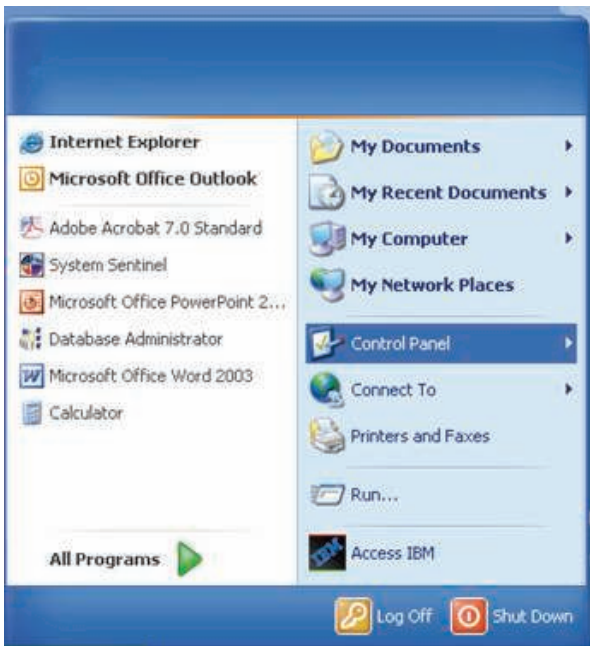 Internet Explorer
Microsoft Office Outlook
Adobe Acrobat 7.0 Standard
System Sentinel
Microsoft Office PowerPoint 2...
Database Administrator
Microsoft Office Word 2003
Calculator
All Programs
My Documents
My Recent Documents
My Computer
My Network Places
Control Panel
Connect To
Printers and Faxes
Run...
IBM
Access IBM
Log Off
Shut Down